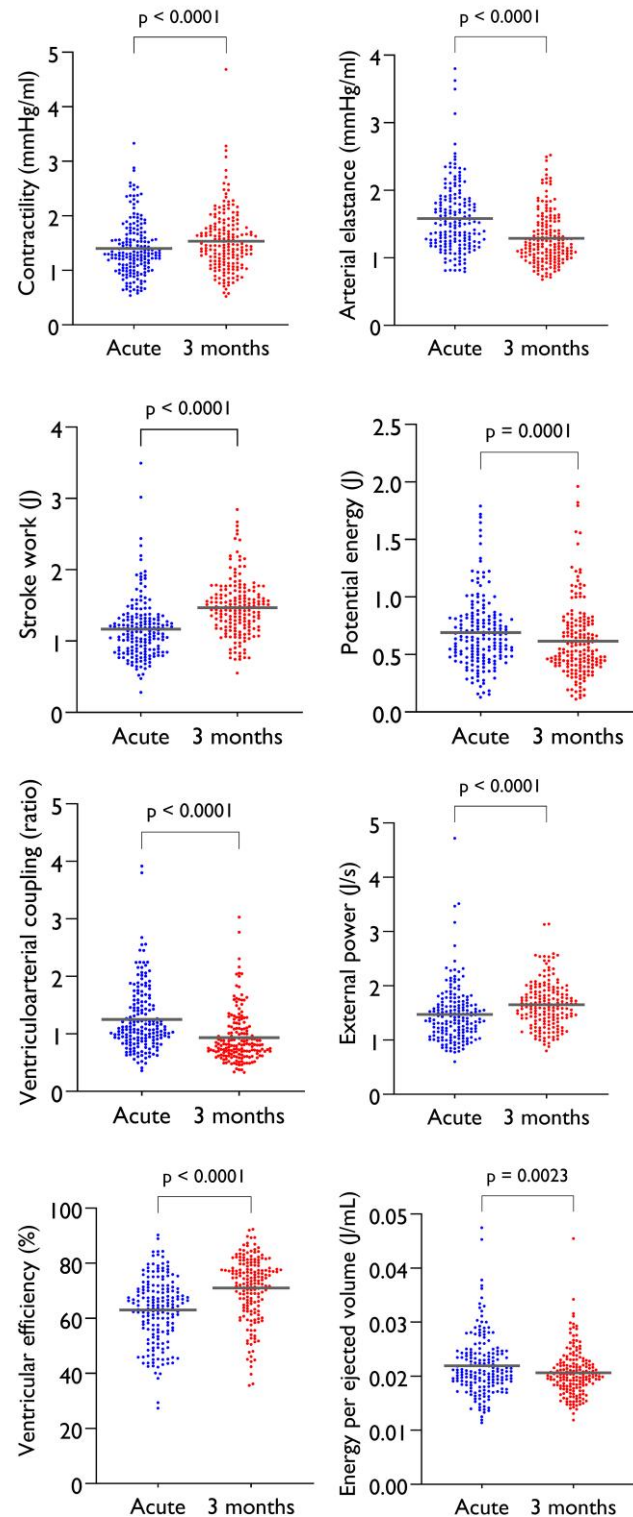 p < 0.0001
Contractility (mmHg/ml)
5
4
3
2
1
0
Acute 3 months
p < 0.0001
Arterial elastance (mmHg/ml)
4
3
2
1
0
Acute 3 months
p < 0.0001
Stroke work (J)
4
3
2
1
0
Acute 3 months
p = 0.0001
Potential energy (J)
2.5
2.0
1.5
1.0
0.5
0.0
Acute 3 months
p < 0.0001
Ventriculoarterial coupling (ratio)
5
4
3
2
1
0
Acute 3 months
p < 0.0001
External power (J/s)
5
4
3
2
1
0
Acute 3 months
p < 0.0001
Ventricular efficiency (%)
100
80
60
40
20
0
Acute 3 months
p = 0.0023
Energy per ejected volume (J/mL)
0.05
0.04
0.03
0.02
0.01
0.00
Acute 3 months